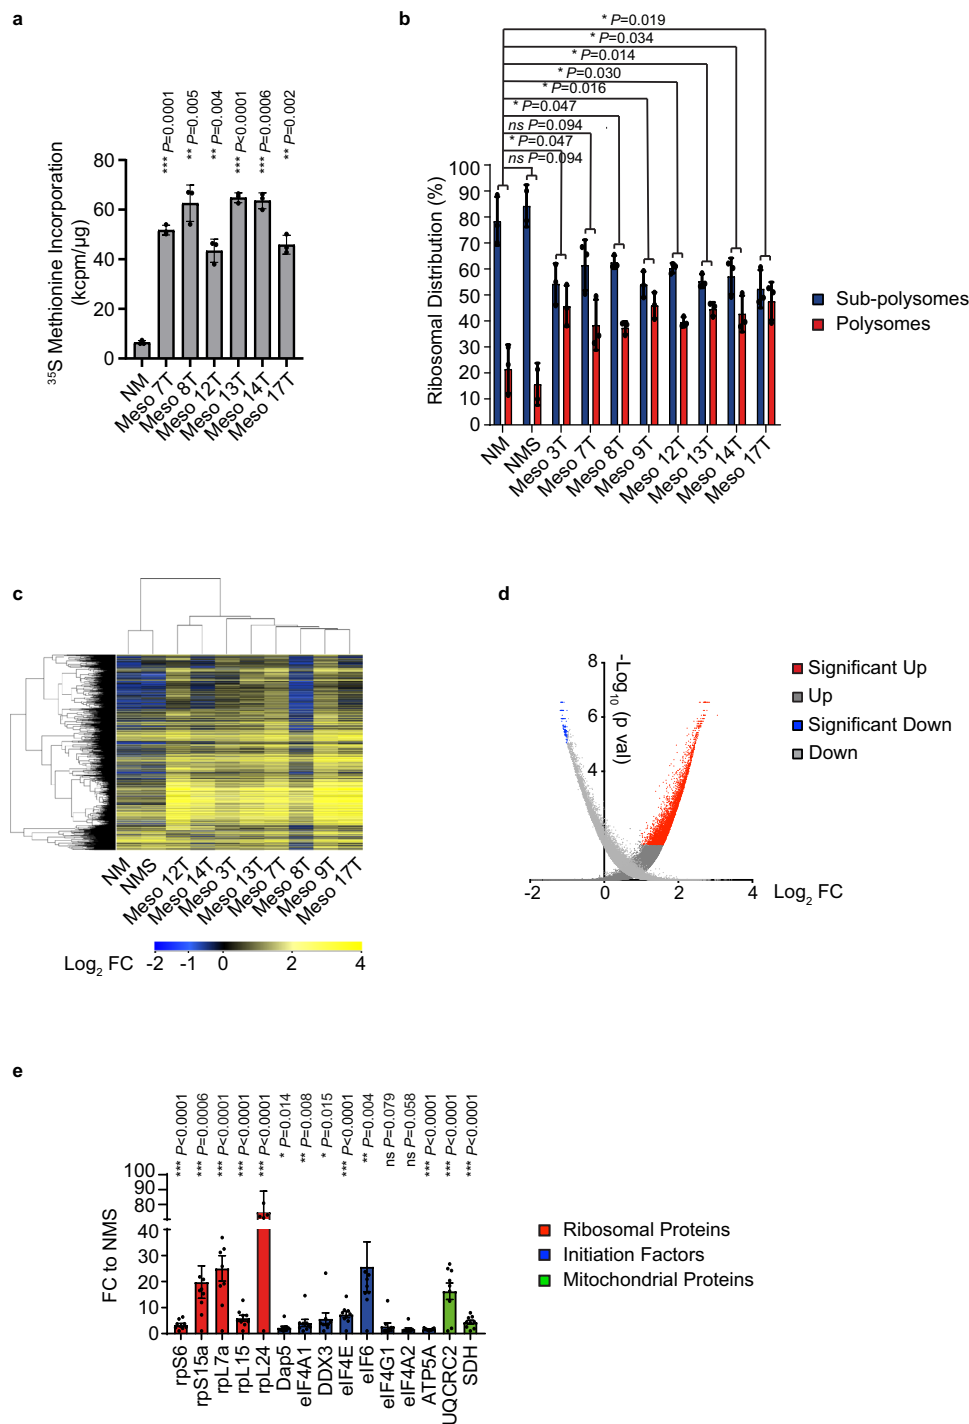 a
*** P=0.0001
** P=0.005
** P=0.004
*** P<0.0001
*** P=0.0006
** P=0.002
35S Methionine Incorporation
(kcpm/µg)
80
60
40
20
0
NM
Meso 7T
Meso 8T
Meso 12T
Meso 13T
Meso 14T
Meso 17T
b
* P=0.019
* P=0.034
* P=0.014
* P=0.030
* P=0.016
* P=0.047
ns P=0.094
* P=0.047
ns P=0.094
Ribosomal Distribution (%)
100
90
80
70
60
50
40
30
20
10
0
NM
NMS
Meso 3T
Meso 7T
Meso 8T
Meso 9T
Meso 12T
Meso 13T
Meso 14T
Meso 17T
Sub-polysomes
Polysomes
c
NM
NMS
Meso 12T
Meso 14T
Meso 3T
Meso 13T
Meso 7T
Meso 8T
Meso 9T
Meso 17T
Log2 FC
-2 -1 0 2 4
d
8
6
4
-Log10 (p val)
-2 0 2 4
Log2 FC
Significant Up
Up
Significant Down
Down
e
*** P<0.0001
*** P=0.0006
*** P<0.0001
*** P<0.0001
*** P<0.0001
* P=0.014
** P=0.008
* P=0.015
*** P<0.0001
** P=0.004
ns P=0.079
ns P=0.058
*** P<0.0001
*** P<0.0001
*** P<0.0001
FC to NMS
100
90
80
40
30
20
10
0
rpS6
rpS15a
rpL7a
rpL15
rpL24
Dap5
eIF4A1
DDX3
eIF4E
eIF6
eIF4G1
eIF4A2
ATP5A
UQCRC2
SDH
Ribosomal Proteins
Initiation Factors
Mitochondrial Proteins